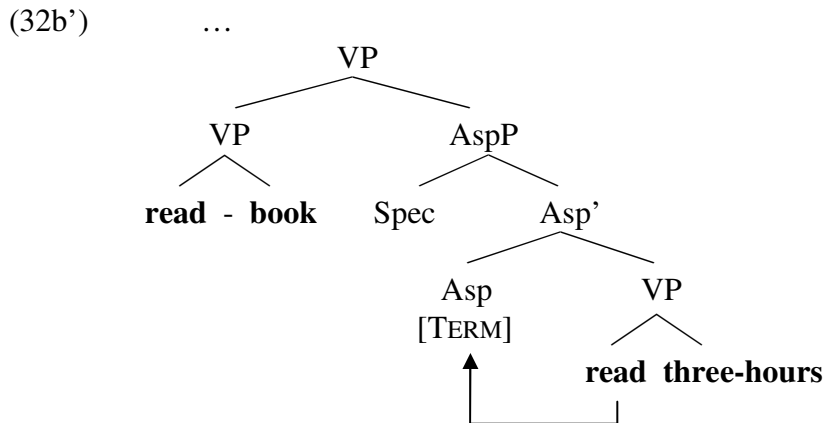 (32b’) …
VP
VP AspP
read - book Spec Asp’
Asp VP
[TERM]
read three-hours